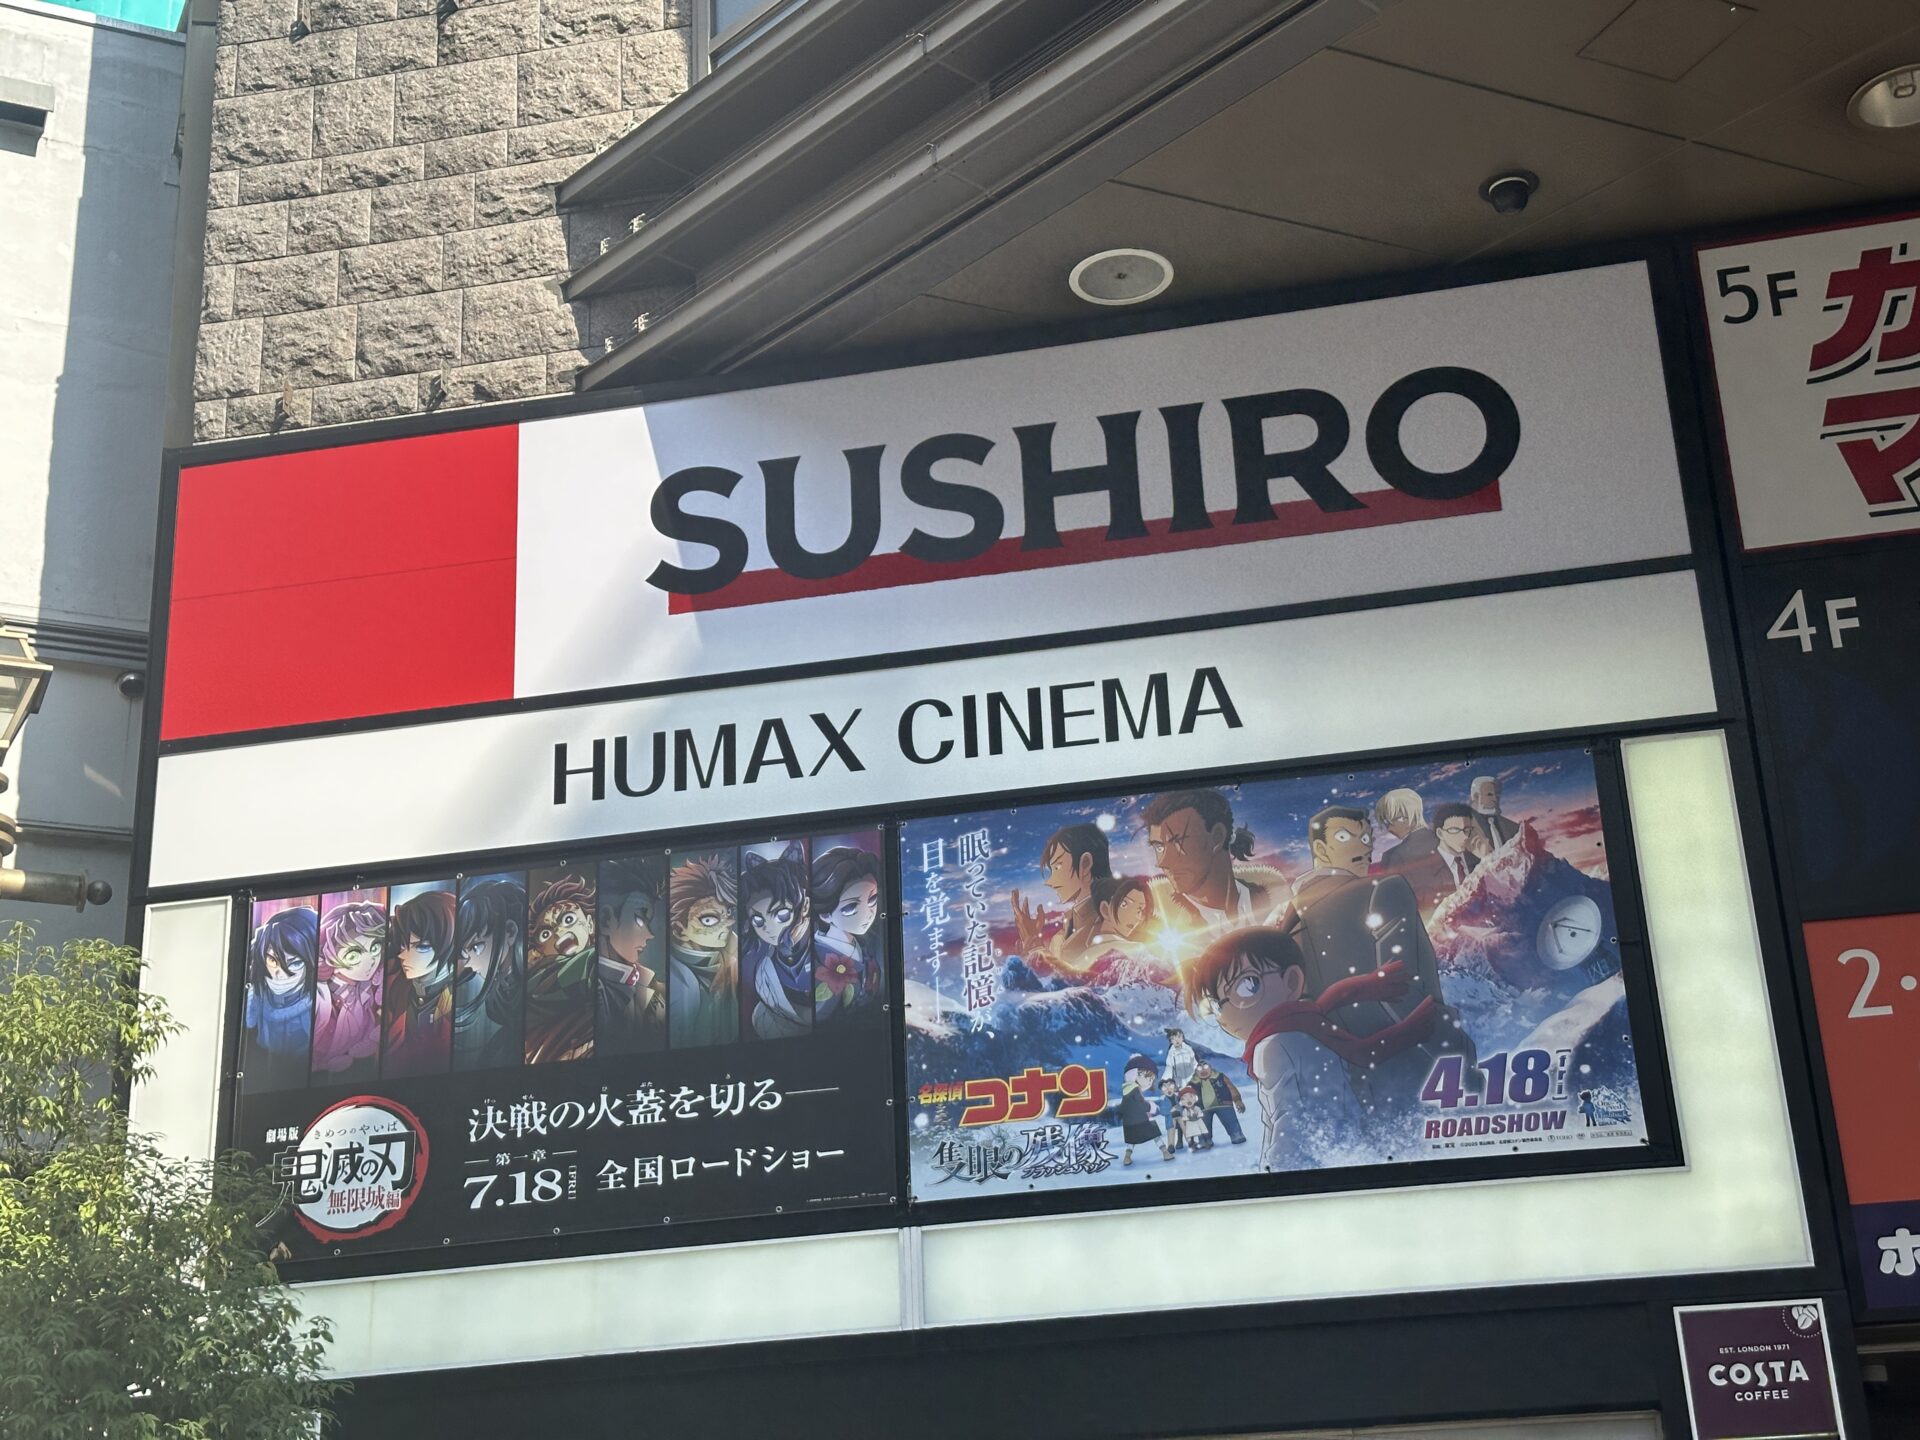 SUSHIRO
HUMAX CINEMA
決戦の火蓋を切る――
劇場版
きめつのやいば
鬼滅の刃
無限城編
第一章
7.18
[FRI]
全国ロードショー
眠っていた記憶が、
目を覚ます――
名探偵
コナン
隻眼の残像
フラッシュバック
4.18
[FRI]
ROADSHOW
5F
4F
2
EST. LONDON 1971
COSTA
COFFEE